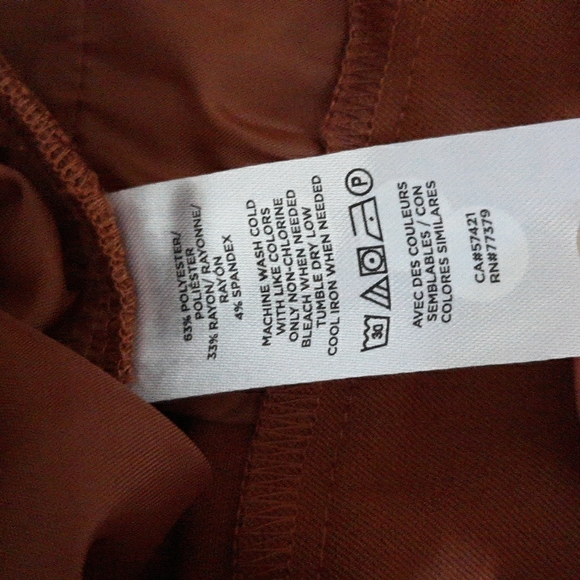 63% POLYESTER/
POLIÉSTER
33% RAYON/ RAYONNE/
RAYÓN
4% SPANDEX
MACHINE WASH COLD
WITH LIKE COLORS
ONLY NON-CHLORINE
BLEACH WHEN NEEDED
TUMBLE DRY LOW
COOL IRON WHEN NEEDED
30 P
AVEC DES COULEURS
SEMBLABLES / CON
COLORES SIMILARES
CA#57421
RN#77379